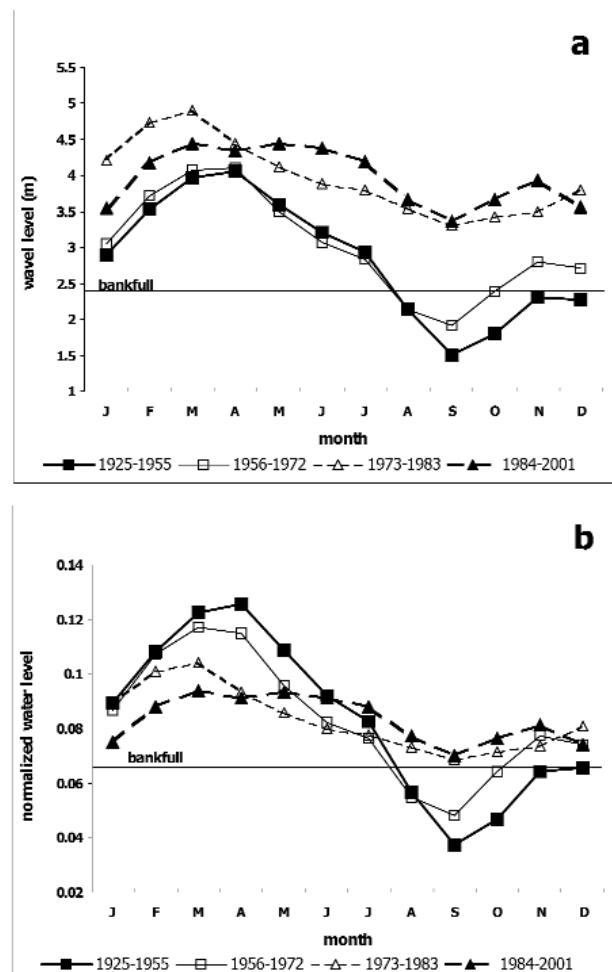 a
5.5
5
4.5
4
3.5
3
2.5
2
1.5
1
wavel level (m)
bankfull
J F M A M J J A S O N D
month
1925-1955 1956-1972 1973-1983 1984-2001
b
0.14
0.12
0.1
0.08
0.06
0.04
0.02
normalized water level
bankfull
J F M A M J J A S O N D
month
1925-1955 1956-1972 1973-1983 1984-2001